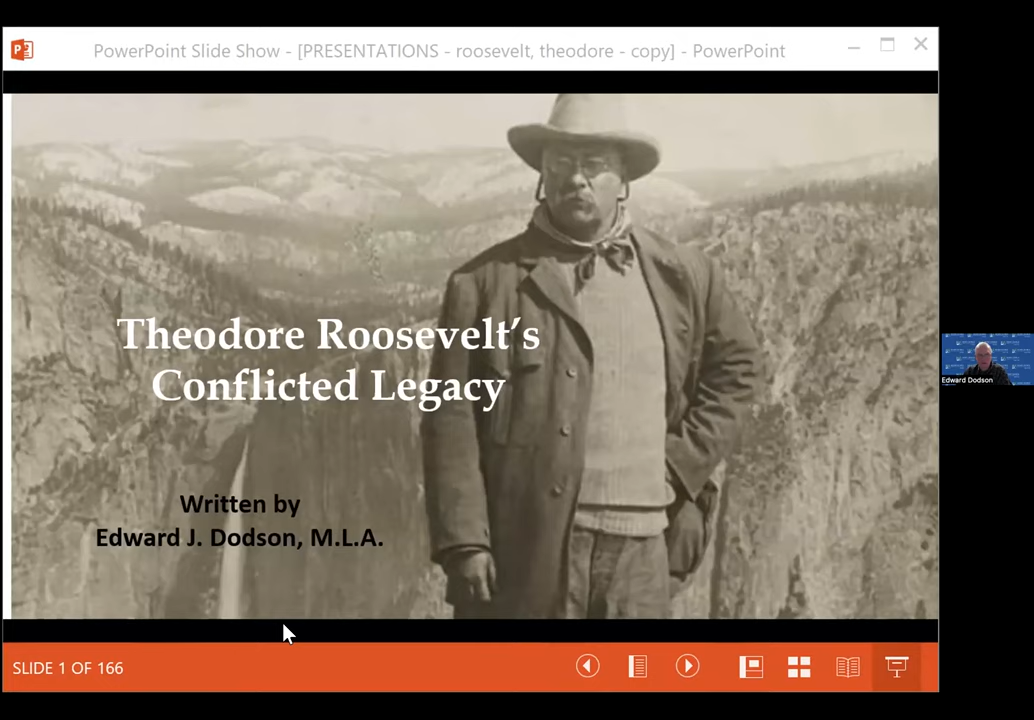 PowerPoint Slide Show - [PRESENTATIONS - roosevelt, theodore - copy] - PowerPoint
Theodore Roosevelt's
Conflicted Legacy
Written by
Edward J. Dodson, M.L.A.
Edward Dodson
SLIDE 1 OF 166